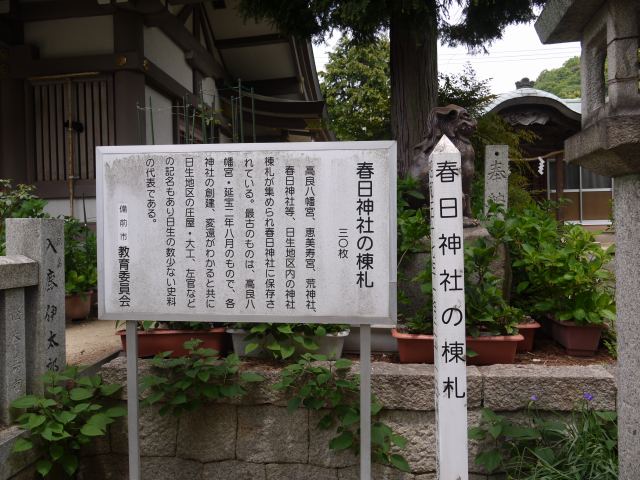 春日神社の棟札
三〇枚
高良八幡宮、恵美寿宮、荒神社、
春日神社等、日生地区内の神社
棟札が集められ春日神社に保存さ
れている。最古のものは、高良八
幡宮・延宝二年八月のもので、各
神社の創建、変遷がわかると共に
日生地区の庄屋・大工、左官など
の記名もあり日生の数少ない史料
の代表である。
備前市
教育委員会
春日神社の棟札
奉
伊太郎